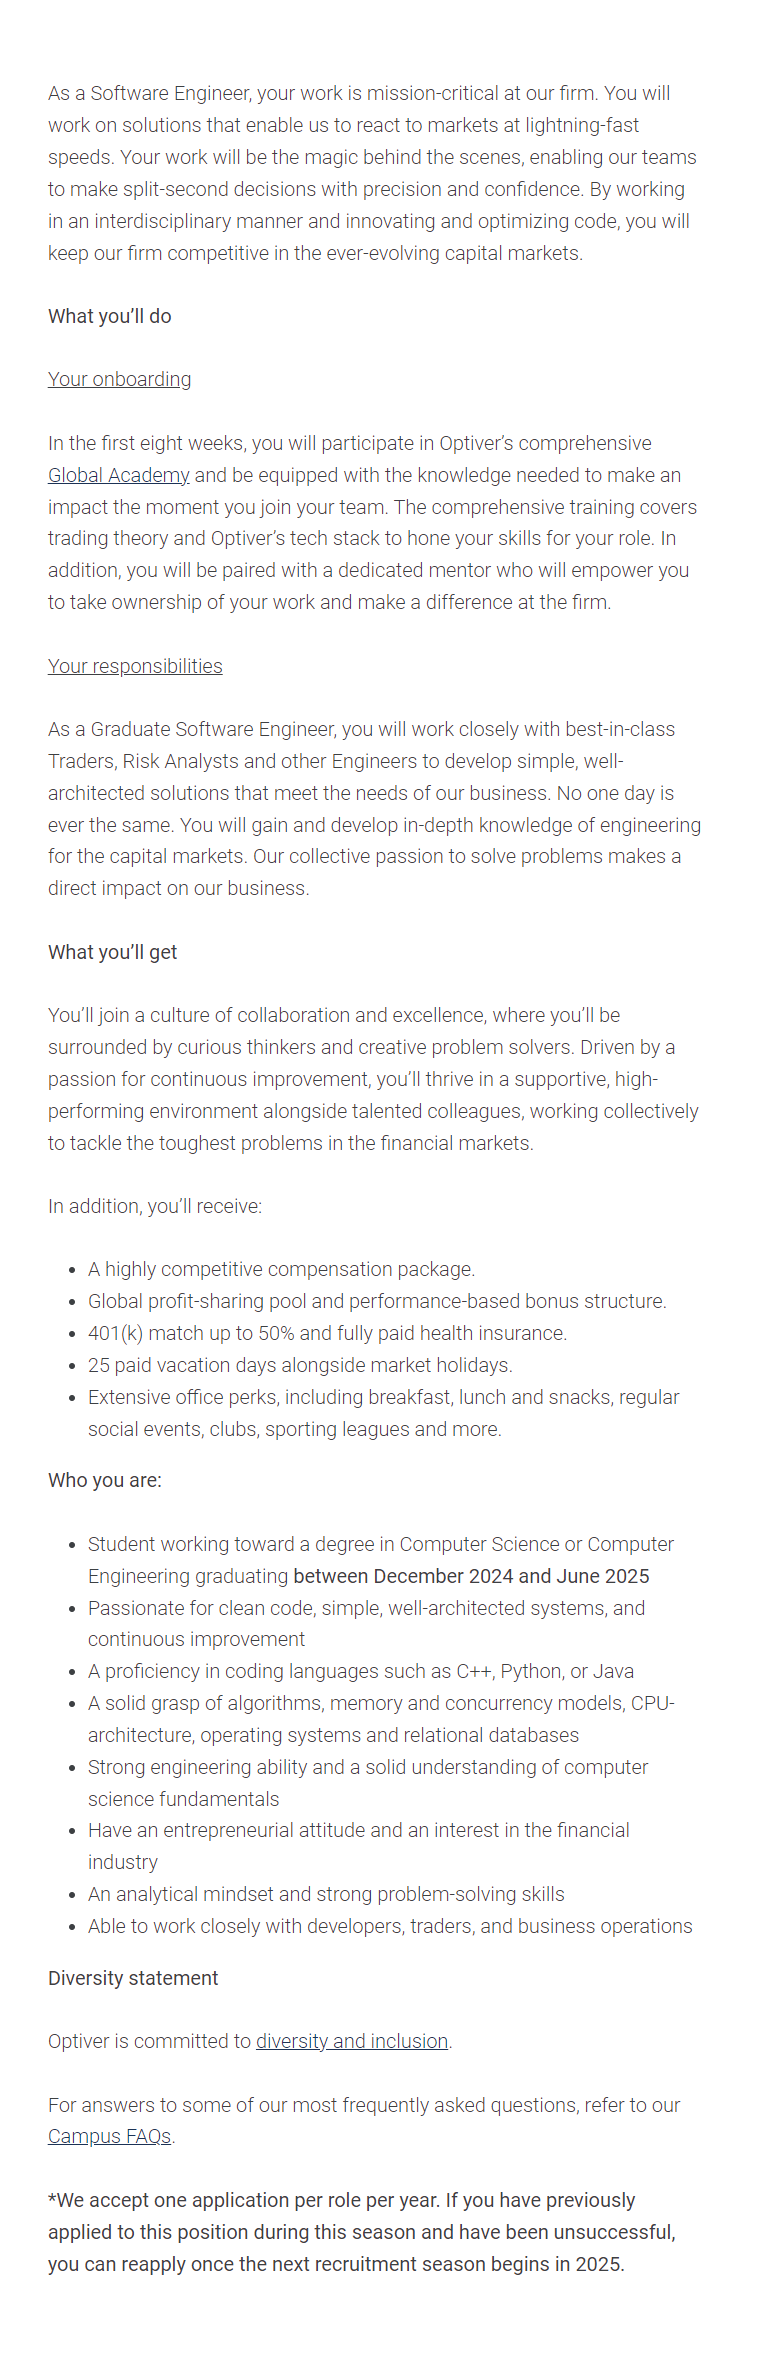 As a Software Engineer, your work is mission-critical at our firm. You will
work on solutions that enable us to react to markets at lightning-fast
speeds. Your work will be the magic behind the scenes, enabling our teams
to make split-second decisions with precision and confidence. By working
in an interdisciplinary manner and innovating and optimizing code, you will
keep our firm competitive in the ever-evolving capital markets.
What you’ll do
Your onboarding
In the first eight weeks, you will participate in Optiver’s comprehensive
Global Academy and be equipped with the knowledge needed to make an
impact the moment you join your team. The comprehensive training covers
trading theory and Optiver’s tech stack to hone your skills for your role. In
addition, you will be paired with a dedicated mentor who will empower you
to take ownership of your work and make a difference at the firm.
Your responsibilities
As a Graduate Software Engineer, you will work closely with best-in-class
Traders, Risk Analysts and other Engineers to develop simple, well-
architected solutions that meet the needs of our business. No one day is
ever the same. You will gain and develop in-depth knowledge of engineering
for the capital markets. Our collective passion to solve problems makes a
direct impact on our business.
What you’ll get
You’ll join a culture of collaboration and excellence, where you’ll be
surrounded by curious thinkers and creative problem solvers. Driven by a
passion for continuous improvement, you’ll thrive in a supportive, high-
performing environment alongside talented colleagues, working collectively
to tackle the toughest problems in the financial markets.
In addition, you’ll receive:
• A highly competitive compensation package.
• Global profit-sharing pool and performance-based bonus structure.
• 401(k) match up to 50% and fully paid health insurance.
• 25 paid vacation days alongside market holidays.
• Extensive office perks, including breakfast, lunch and snacks, regular
social events, clubs, sporting leagues and more.
Who you are:
• Student working toward a degree in Computer Science or Computer
Engineering graduating between December 2024 and June 2025
• Passionate for clean code, simple, well-architected systems, and
continuous improvement
• A proficiency in coding languages such as C++, Python, or Java
• A solid grasp of algorithms, memory and concurrency models, CPU-
architecture, operating systems and relational databases
• Strong engineering ability and a solid understanding of computer
science fundamentals
• Have an entrepreneurial attitude and an interest in the financial
industry
• An analytical mindset and strong problem-solving skills
• Able to work closely with developers, traders, and business operations
Diversity statement
Optiver is committed to diversity and inclusion.
For answers to some of our most frequently asked questions, refer to our
Campus FAQs.
*We accept one application per role per year. If you have previously
applied to this position during this season and have been unsuccessful,
you can reapply once the next recruitment season begins in 2025.